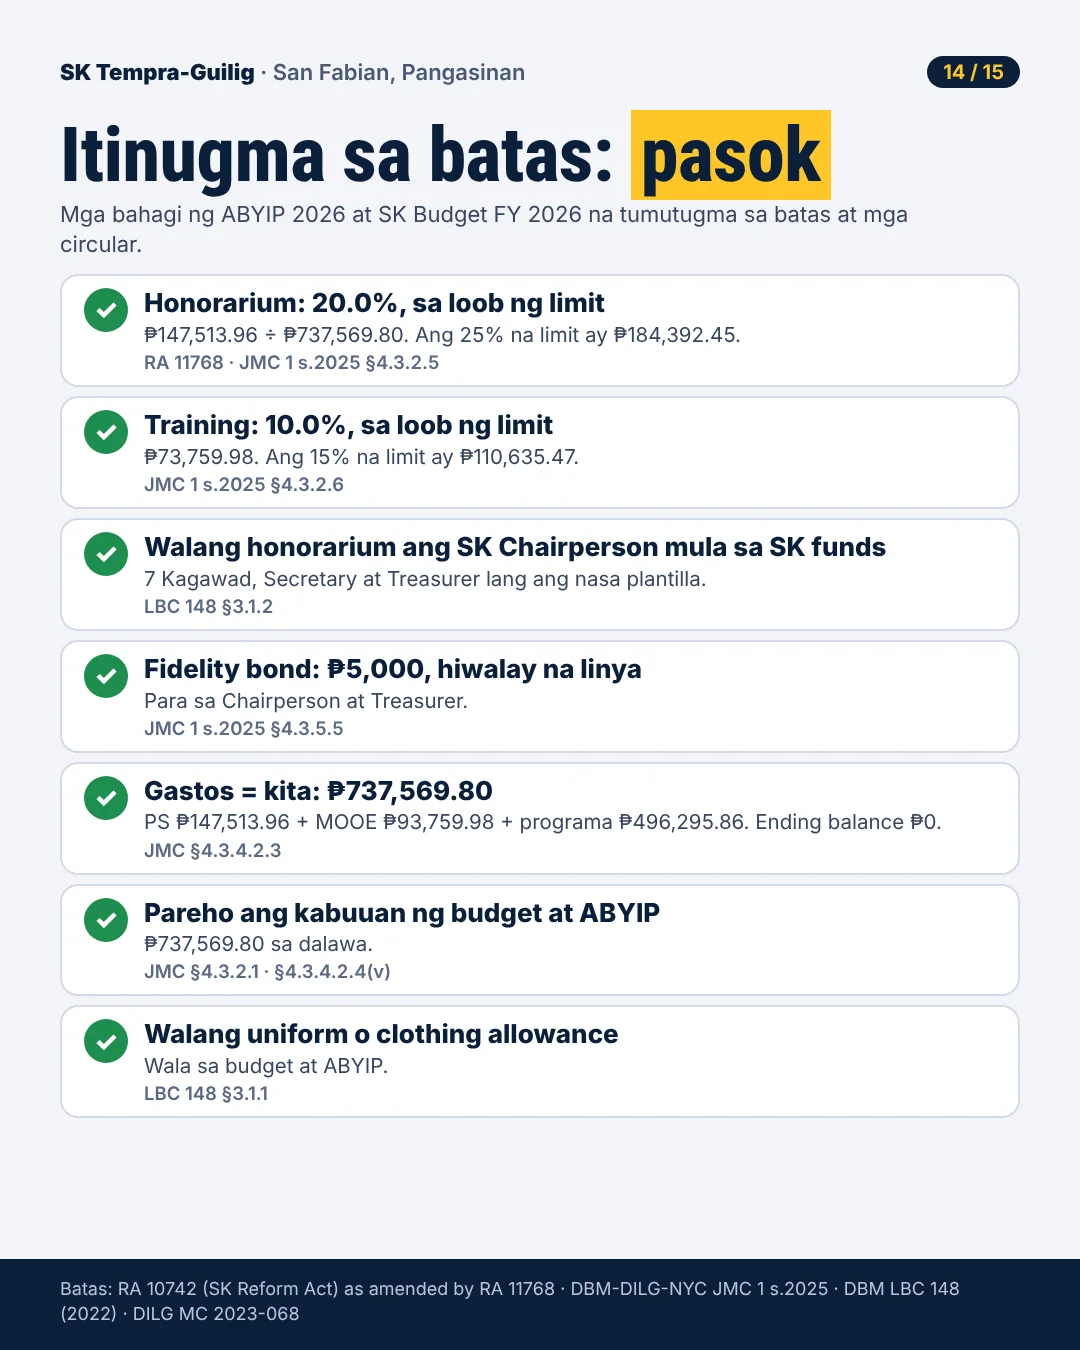 SK Tempra-Guilig · San Fabian, Pangasinan
14 / 15
Itinugma sa batas: pasok
Mga bahagi ng ABYIP 2026 at SK Budget FY 2026 na tumutugma sa batas at mga
circular.
Honorarium: 20.0%, sa loob ng limit
₱147,513.96 ÷ ₱737,569.80. Ang 25% na limit ay ₱184,392.45.
RA 11768 · JMC 1 s.2025 §4.3.2.5
Training: 10.0%, sa loob ng limit
₱73,759.98. Ang 15% na limit ay ₱110,635.47.
JMC 1 s.2025 §4.3.2.6
Walang honorarium ang SK Chairperson mula sa SK funds
7 Kagawad, Secretary at Treasurer lang ang nasa plantilla.
LBC 148 §3.1.2
Fidelity bond: ₱5,000, hiwalay na linya
Para sa Chairperson at Treasurer.
JMC 1 s.2025 §4.3.5.5
Gastos = kita: ₱737,569.80
PS ₱147,513.96 + MOOE ₱93,759.98 + programa ₱496,295.86. Ending balance ₱0.
JMC §4.3.4.2.3
Pareho ang kabuuan ng budget at ABYIP
₱737,569.80 sa dalawa.
JMC §4.3.2.1 · §4.3.4.2.4(v)
Walang uniform o clothing allowance
Wala sa budget at ABYIP.
LBC 148 §3.1.1
Batas: RA 10742 (SK Reform Act) as amended by RA 11768 · DBM-DILG-NYC JMC 1 s.2025 · DBM LBC 148
(2022) · DILG MC 2023-068